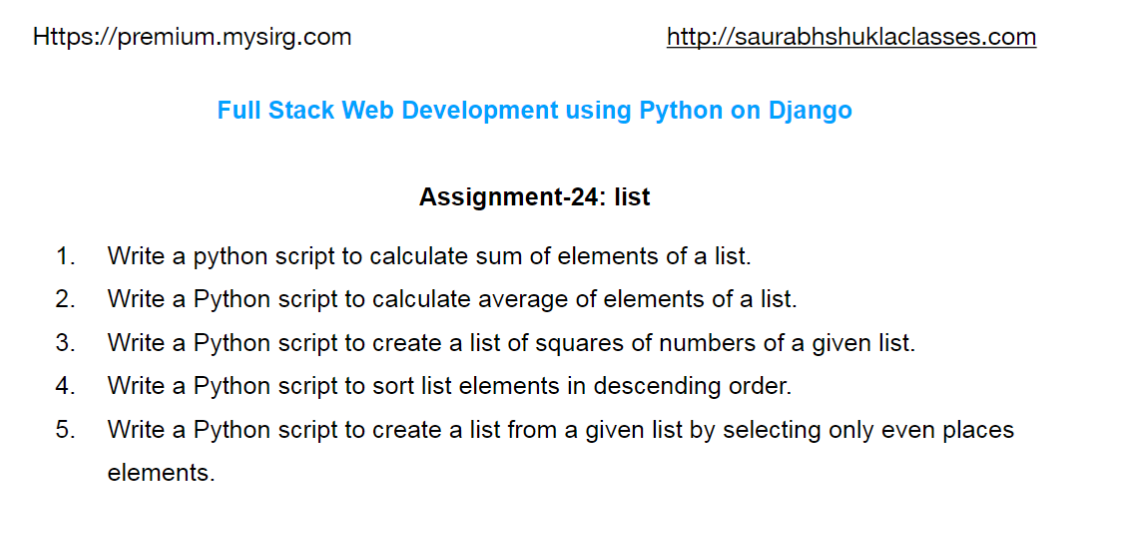 Https://premium.mysirg.com
http://saurabhshuklaclasses.com
Full Stack Web Development using Python on Django
Assignment-24: list
1. Write a python script to calculate sum of elements of a list.
2. Write a Python script to calculate average of elements of a list.
3. Write a Python script to create a list of squares of numbers of a given list.
4. Write a Python script to sort list elements in descending order.
5. Write a Python script to create a list from a given list by selecting only even places
elements.